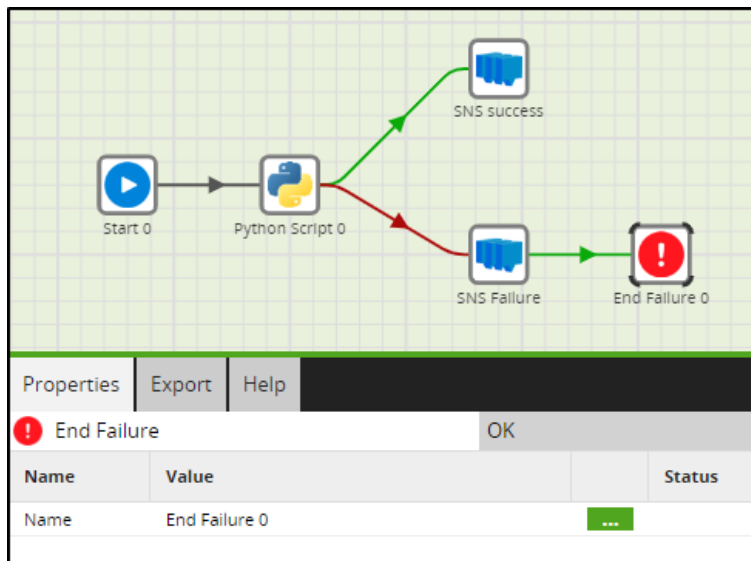 SNS success
Start 0
Python Script 0
SNS Failure
End Failure 0
Properties
Export
Help
End Failure
OK
Name
Value
Status
Name
End Failure 0
...